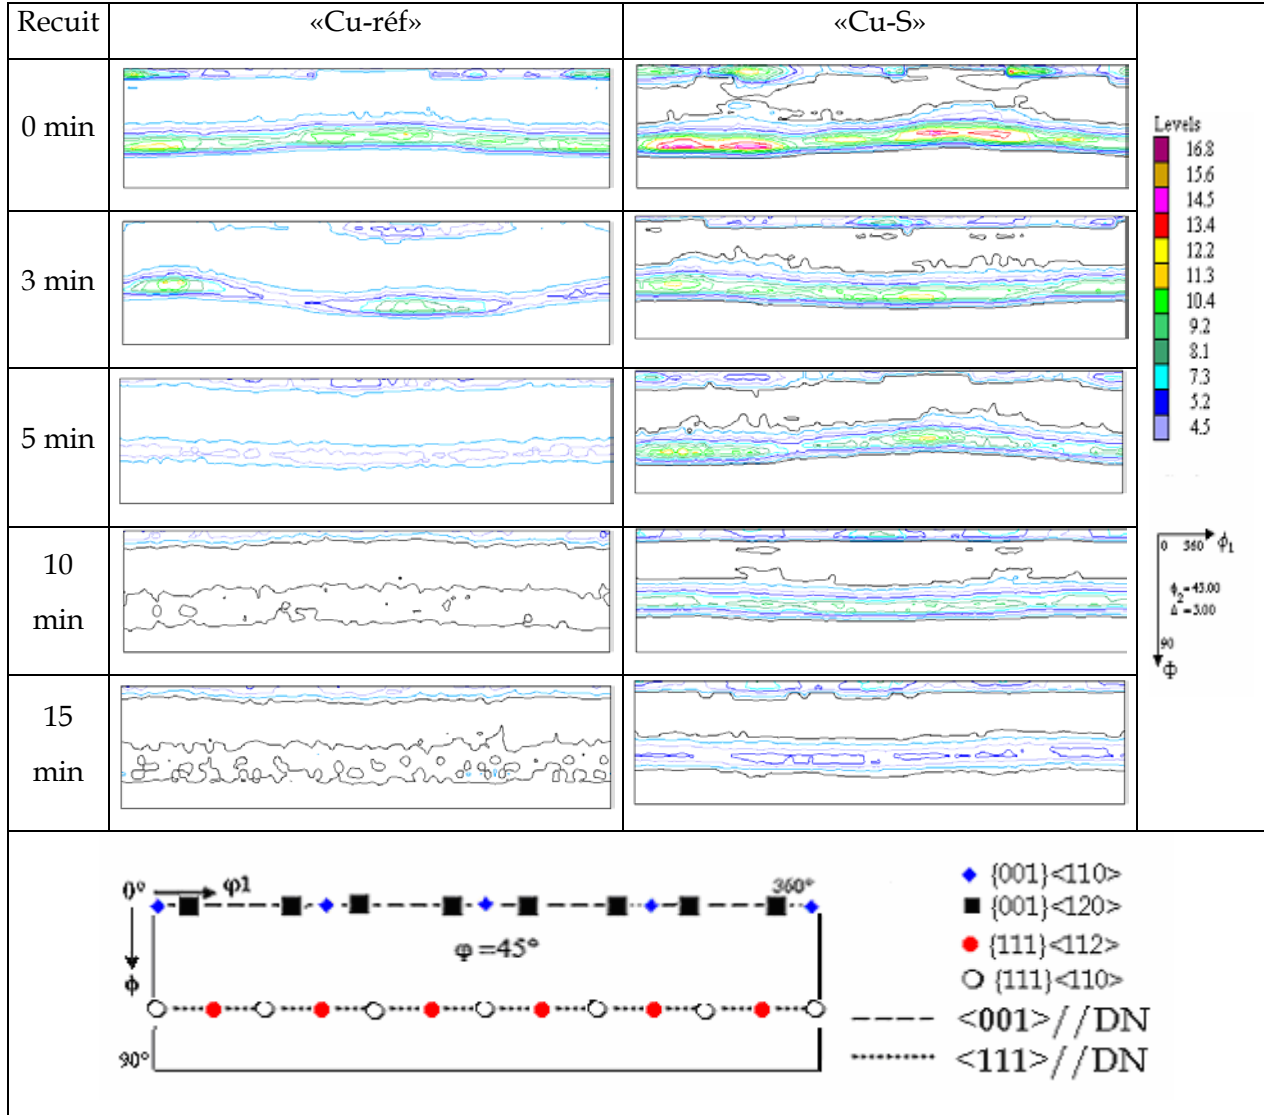 Recuit
«Cu-réf»
«Cu-S»
0 min
3 min
5 min
10
min
15
min
Levels
16.8
15.6
14.5
13.4
12.2
11.3
10.4
9.2
8.1
7.3
5.2
4.5
0 360 ϕ1
ϕ2=45.00
Δ =5.00
90
Φ
0° φ1 360°
φ =45°
ϕ
90°
{001}<110>
{001}<120>
{111}<112>
{111}<110>
<001>//DN
<111>//DN